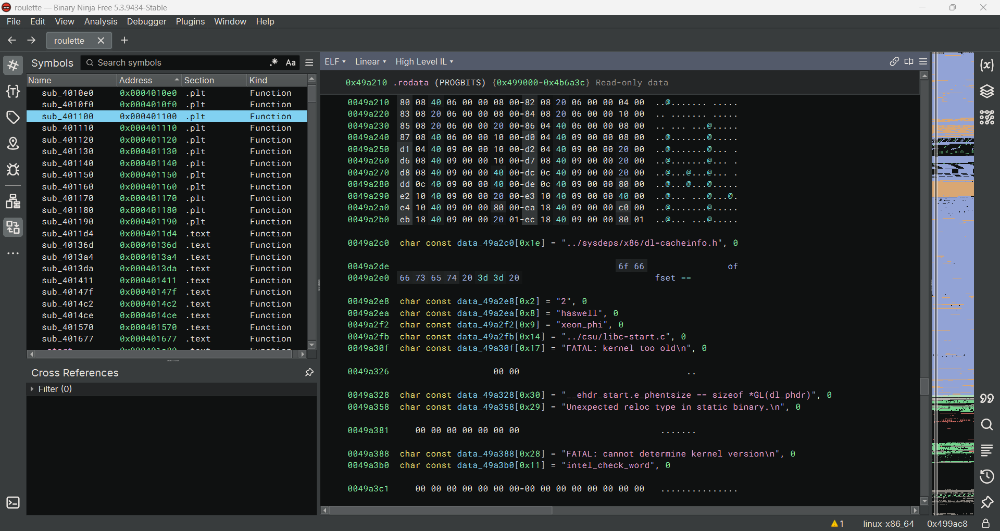 roulette — Binary Ninja Free 5.3.9434-Stable
File Edit View Analysis Debugger Plugins Window Help
roulette
Symbols
Search symbols
.* Aa
Name Address Section Kind
sub_4010e0 0x0004010e0 .plt Function
sub_4010f0 0x0004010f0 .plt Function
sub_401100 0x000401100 .plt Function
sub_401110 0x000401110 .plt Function
sub_401120 0x000401120 .plt Function
sub_401130 0x000401130 .plt Function
sub_401140 0x000401140 .plt Function
sub_401150 0x000401150 .plt Function
sub_401160 0x000401160 .plt Function
sub_401170 0x000401170 .plt Function
sub_401180 0x000401180 .plt Function
sub_401190 0x000401190 .plt Function
sub_4011d4 0x0004011d4 .text Function
sub_40136d 0x00040136d .text Function
sub_4013a4 0x0004013a4 .text Function
sub_4013da 0x0004013da .text Function
sub_401411 0x000401411 .text Function
sub_40147f 0x00040147f .text Function
sub_4014c2 0x0004014c2 .text Function
sub_4014ce 0x0004014ce .text Function
sub_401570 0x000401570 .text Function
sub_401677 0x000401677 .text Function
Cross References
Filter (0)
ELF Linear High Level IL
0x49a210 .rodata (PROGBITS) {0x499000-0x4b6a3c} Read-only data
0049a210 80 08 40 06 00 00 08 00-82 08 20 06 00 00 04 00 ..@....... .....
0049a220 83 08 20 06 00 00 08 00-84 08 20 06 00 00 10 00 .. ....... .....
0049a230 85 08 20 06 00 00 20 00-86 04 40 06 00 00 08 00 .. ... ...@.....
0049a240 87 08 40 06 00 00 10 00-d0 04 40 09 00 00 08 00 ..@.......@.....
0049a250 d1 04 40 09 00 00 10 00-d2 04 40 09 00 00 20 00 ..@.......@... .
0049a260 d6 08 40 09 00 00 10 00-d7 08 40 09 00 00 20 00 ..@.......@... .
0049a270 d8 08 40 09 00 00 40 00-dc 0c 40 09 00 00 20 00 ..@...@...@... .
0049a280 dd 0c 40 09 00 00 40 00-de 0c 40 09 00 00 80 00 ..@...@...@.....
0049a290 e2 10 40 09 00 00 20 00-e3 10 40 09 00 00 40 00 ..@... ...@...@.
0049a2a0 e4 10 40 09 00 00 80 00-ea 18 40 09 00 00 c0 00 ..@.......@.....
0049a2b0 eb 18 40 09 00 00 20 01-ec 18 40 09 00 00 80 01 ..@... ...@.....
0049a2c0 char const data_49a2c0[0x1e] = "../sysdeps/x86/dl-cacheinfo.h", 0
0049a2de 6f 66 of
0049a2e0 66 73 65 74 20 3d 3d 20 fset ==
0049a2e8 char const data_49a2e8[0x2] = "2", 0
0049a2ea char const data_49a2ea[0x8] = "haswell", 0
0049a2f2 char const data_49a2f2[0x9] = "xeon_phi", 0
0049a2fb char const data_49a2fb[0x14] = "../csu/libc-start.c", 0
0049a30f char const data_49a30f[0x17] = "FATAL: kernel too old\n", 0
0049a326 00 00 ..
0049a328 char const data_49a328[0x30] = "__ehdr_start.e_phentsize == sizeof *GL(dl_phdr)", 0
0049a358 char const data_49a358[0x29] = "Unexpected reloc type in static binary.\n", 0
0049a381 00 00 00 00 00 00 00 .......
0049a388 char const data_49a388[0x28] = "FATAL: cannot determine kernel version\n", 0
0049a3b0 char const data_49a3b0[0x11] = "intel_check_word", 0
0049a3c1 00 00 00 00 00 00 00-00 00 00 00 00 00 00 00 ...............
1 linux-x86_64 0x499ac8